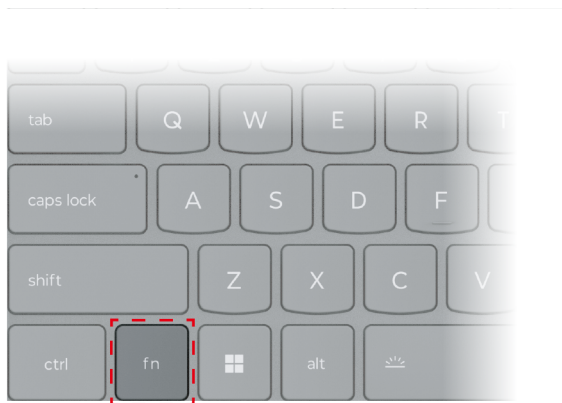 tab Q W E R T
caps lock A S D F
shift Z X C V
ctrl fn alt